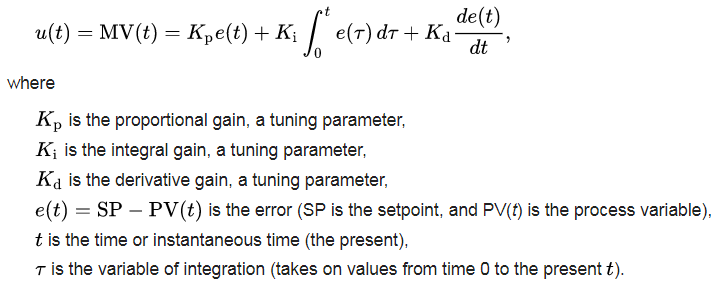 u(t) = MV(t) = K_p e(t) + K_i ∫_0^t e(τ) dτ + K_d de(t)/dt,
where
K_p is the proportional gain, a tuning parameter,
K_i is the integral gain, a tuning parameter,
K_d is the derivative gain, a tuning parameter,
e(t) = SP − PV(t) is the error (SP is the setpoint, and PV(t) is the process variable),
t is the time or instantaneous time (the present),
τ is the variable of integration (takes on values from time 0 to the present t).